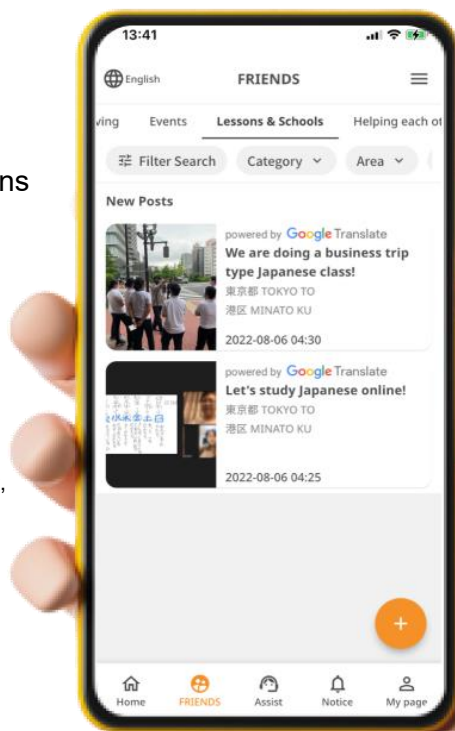 13:41
English
FRIENDS
ving Events Lessons & Schools Helping each ot
Filter Search Category Area
ns
New Posts
powered by Google Translate
We are doing a business trip
type Japanese class!
東京都 TOKYO TO
港区 MINATO KU
2022-08-06 04:30
powered by Google Translate
Let's study Japanese online!
東京都 TOKYO TO
港区 MINATO KU
,
2022-08-06 04:25
+
Home FRIENDS Assist Notice My page